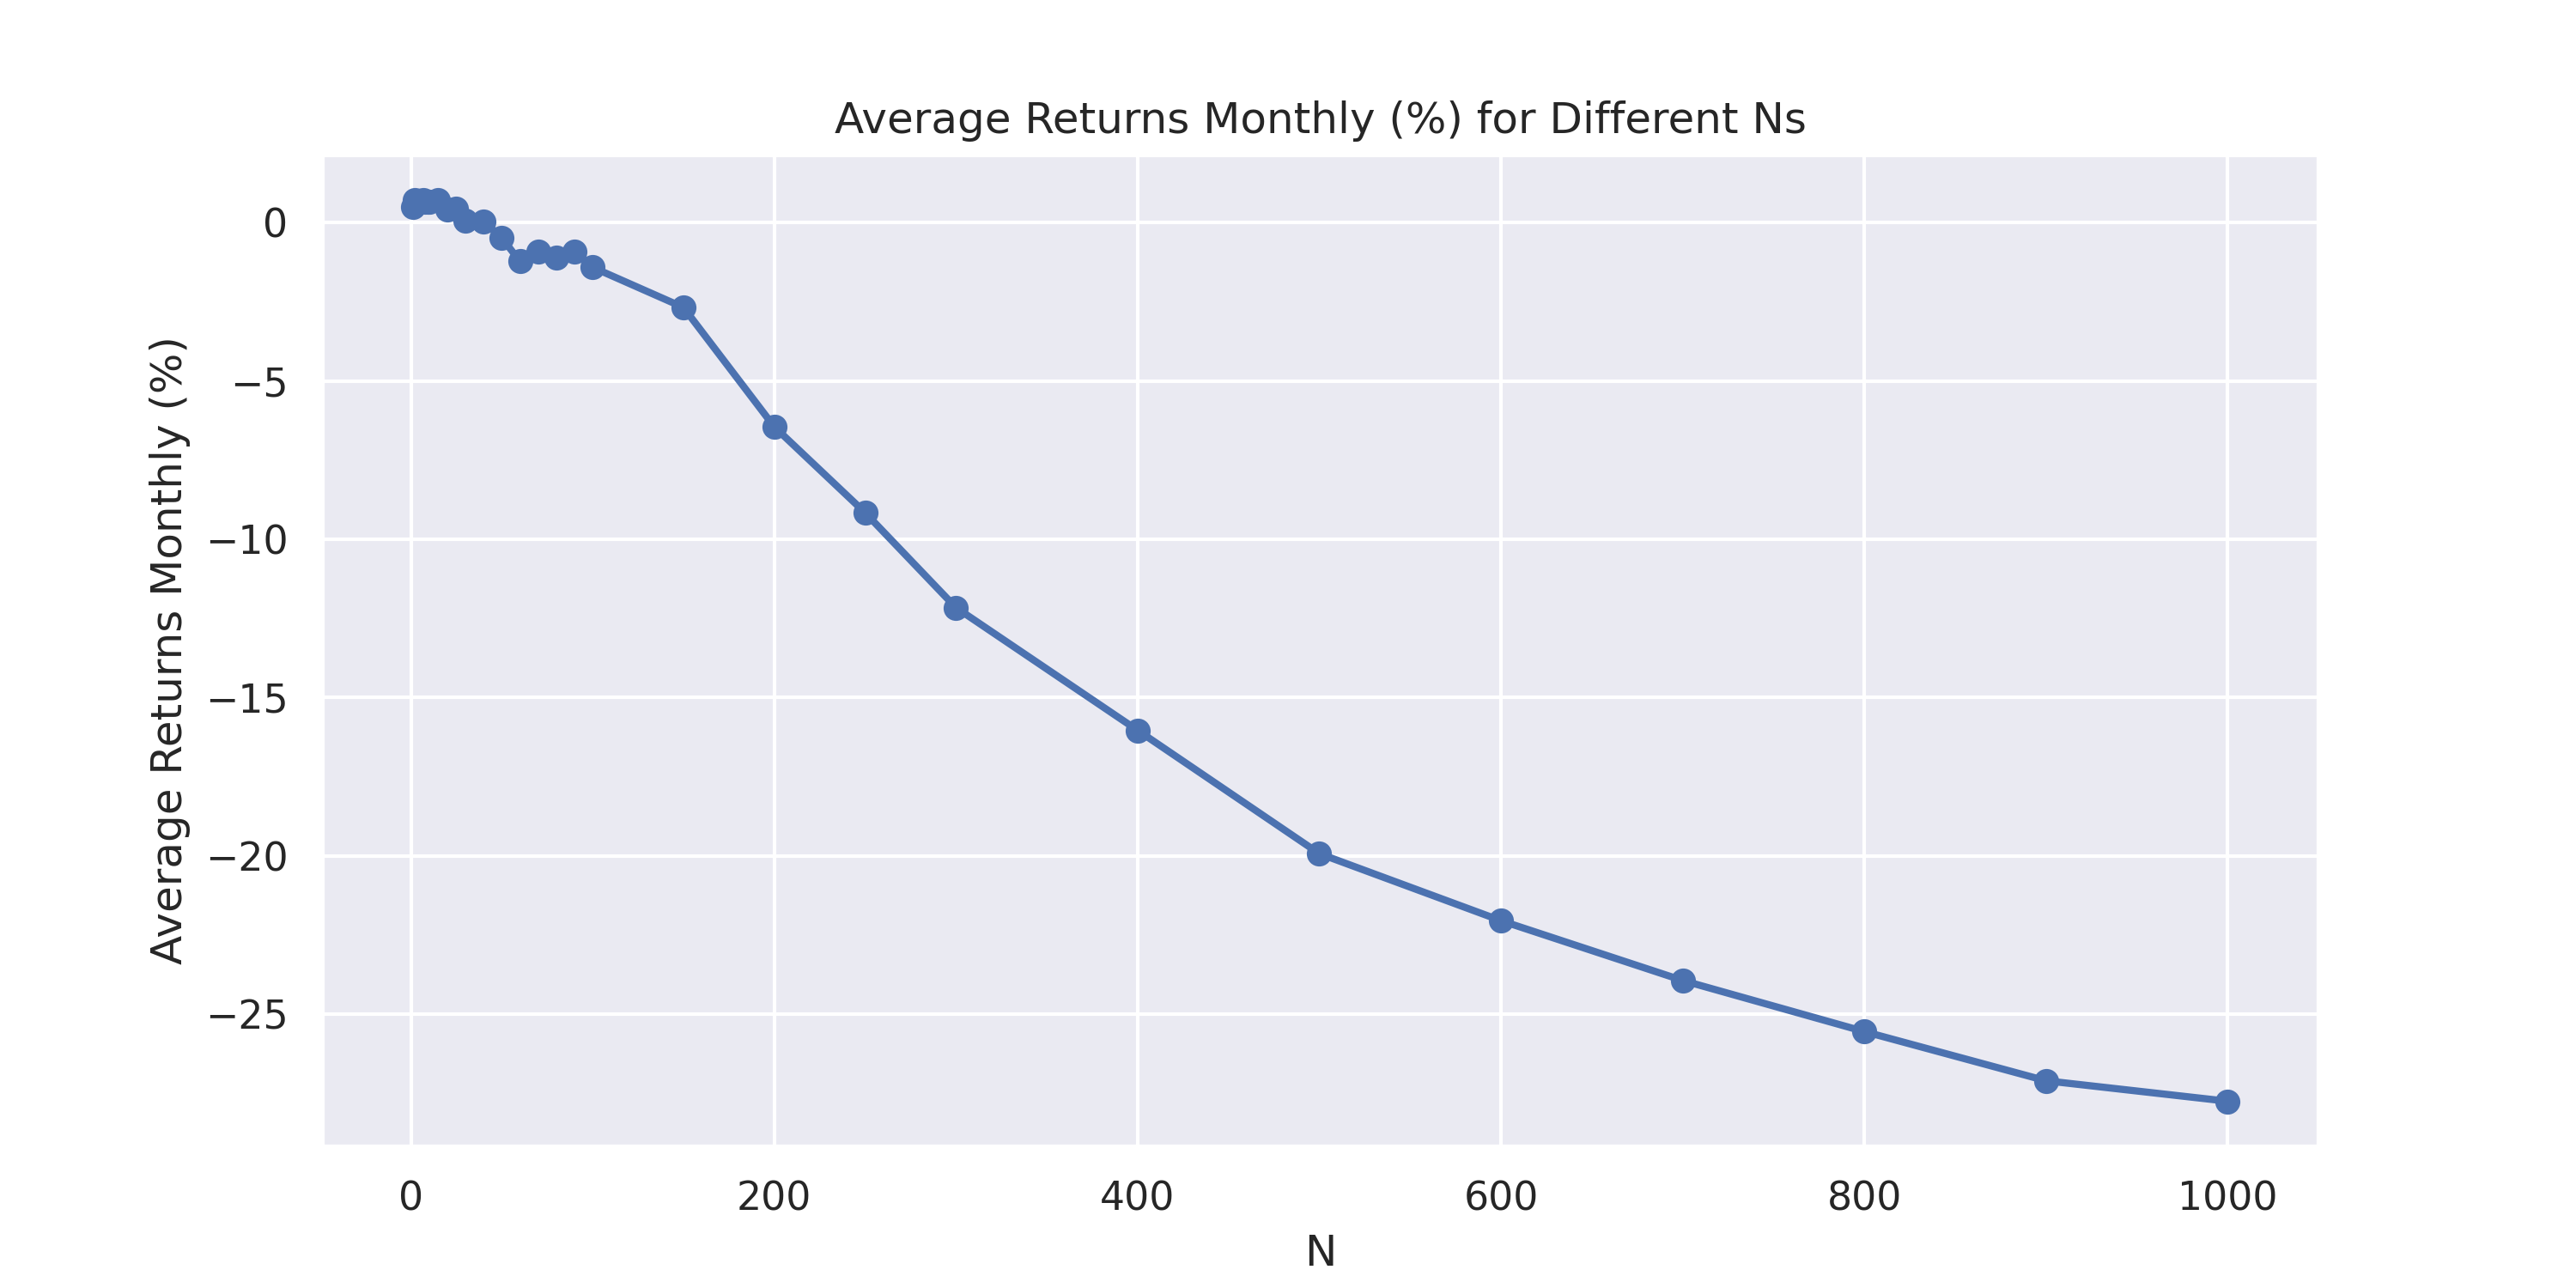 Average Returns Monthly (%) for Different Ns
Average Returns Monthly (%)
0
−5
−10
−15
−20
−25
0 200 400 600 800 1000
N